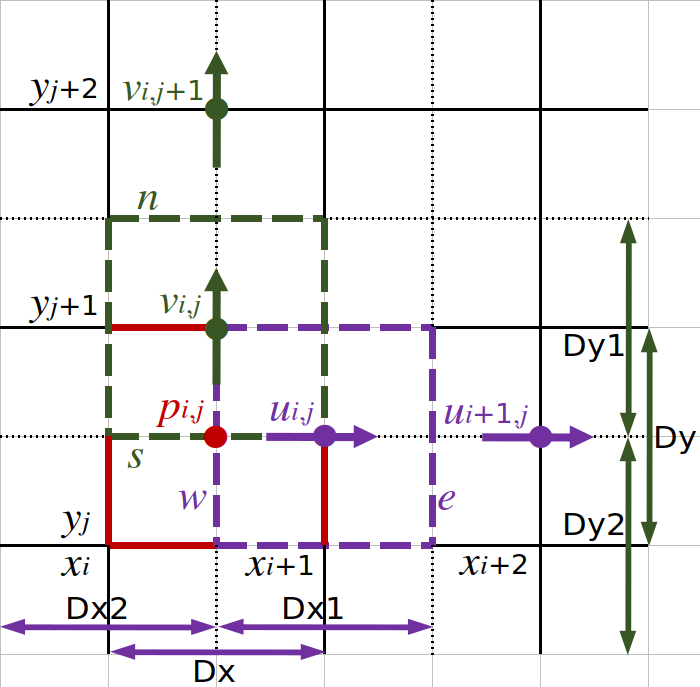 yj+2
vi,j+1
n
yj+1
vi,j
Dy1
pi,j
ui,j
ui+1,j
Dy
s
w
e
yj
Dy2
xi
xi+1
xi+2
Dx2
Dx1
Dx